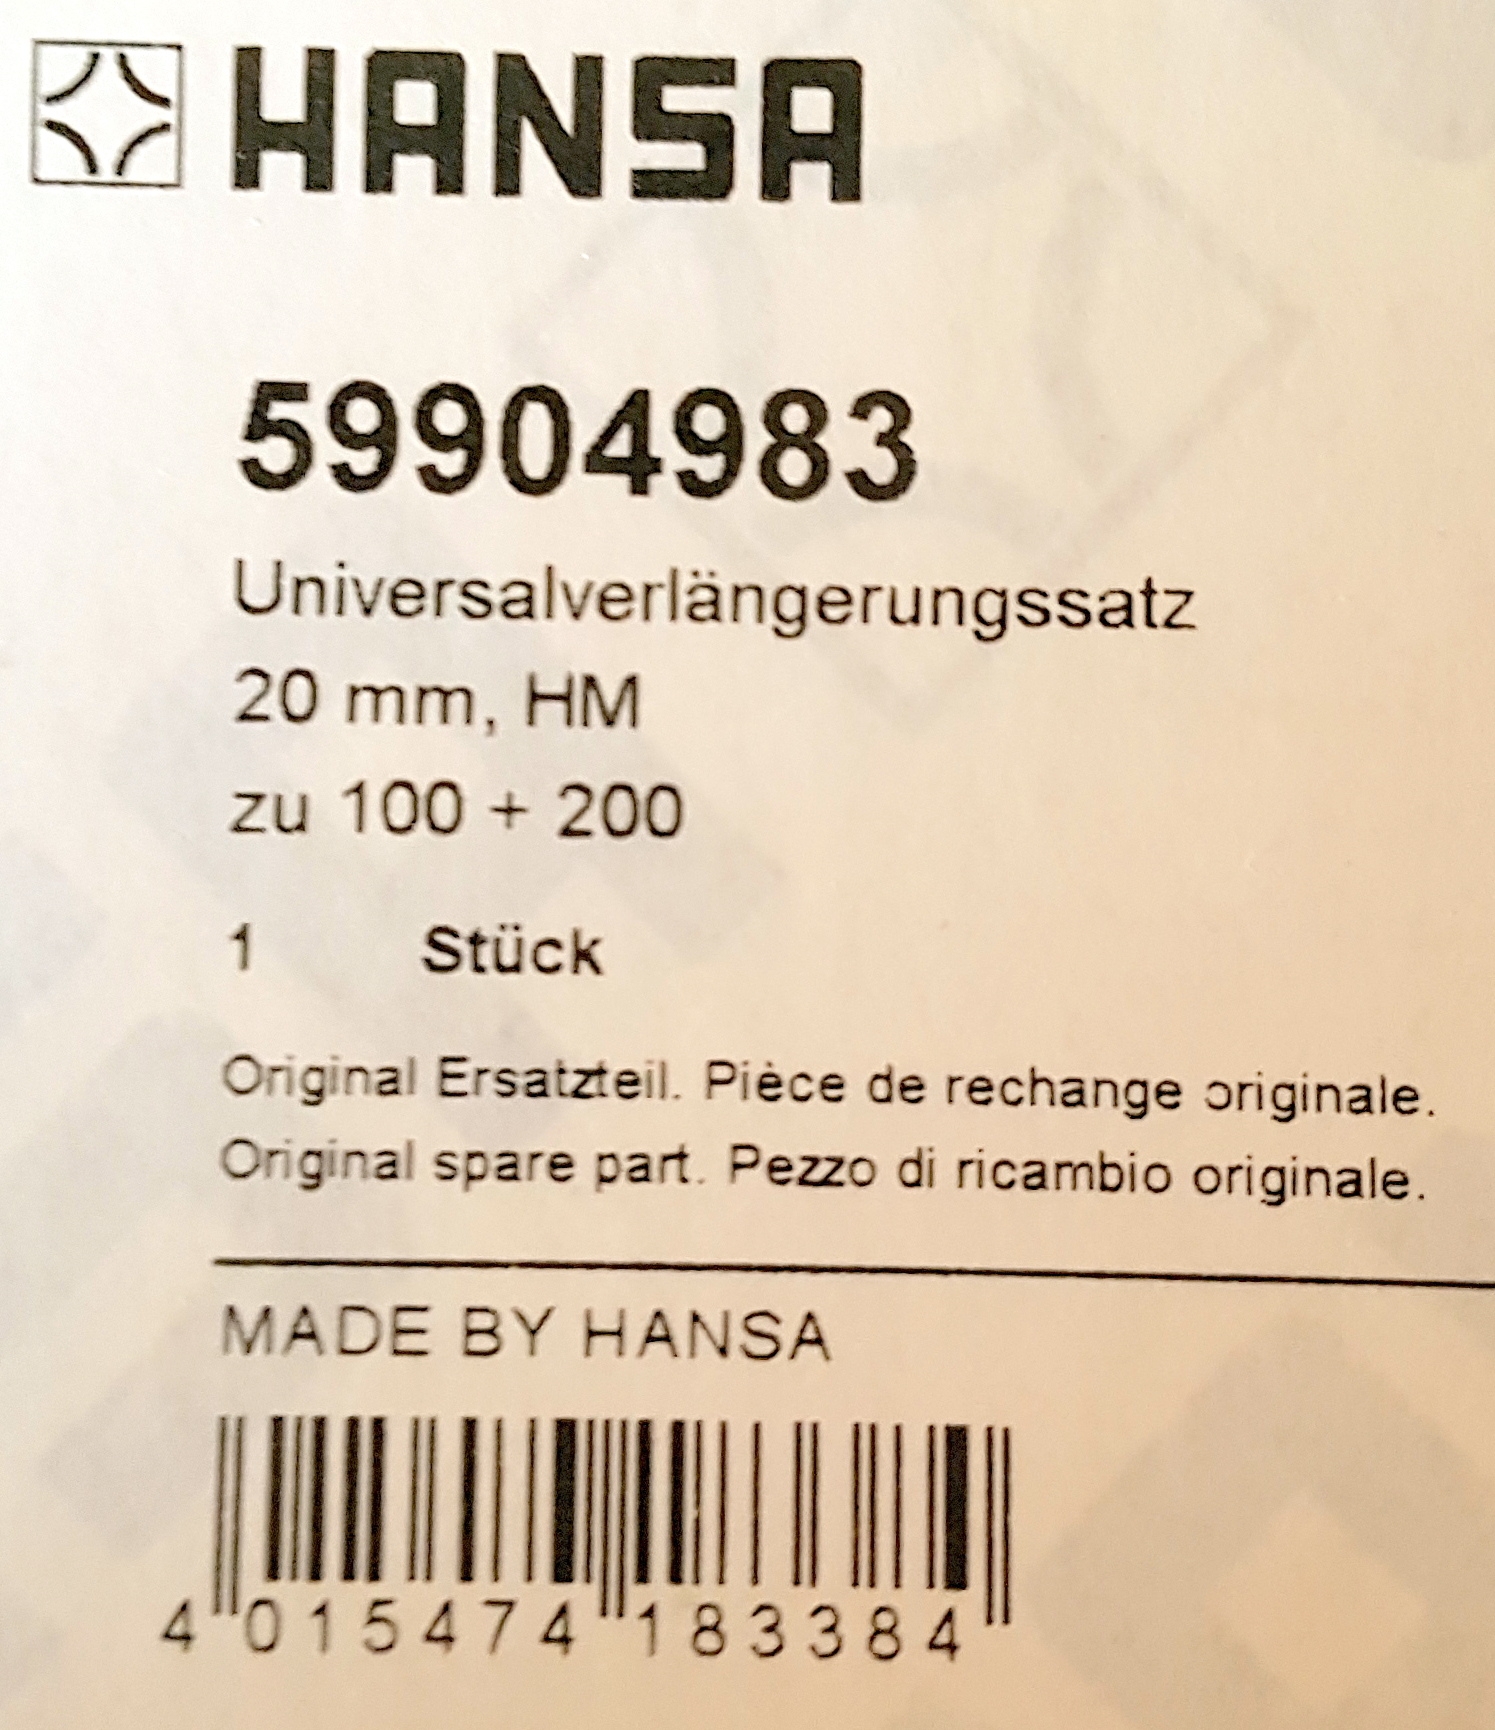 HANSA
59904983
Universalverlängerungssatz
20 mm, HM
zu 100 + 200
1 Stück
Original Ersatzteil. Pièce de rechange originale.
Original spare part. Pezzo di ricambio originale.
MADE BY HANSA
4 015474 183384